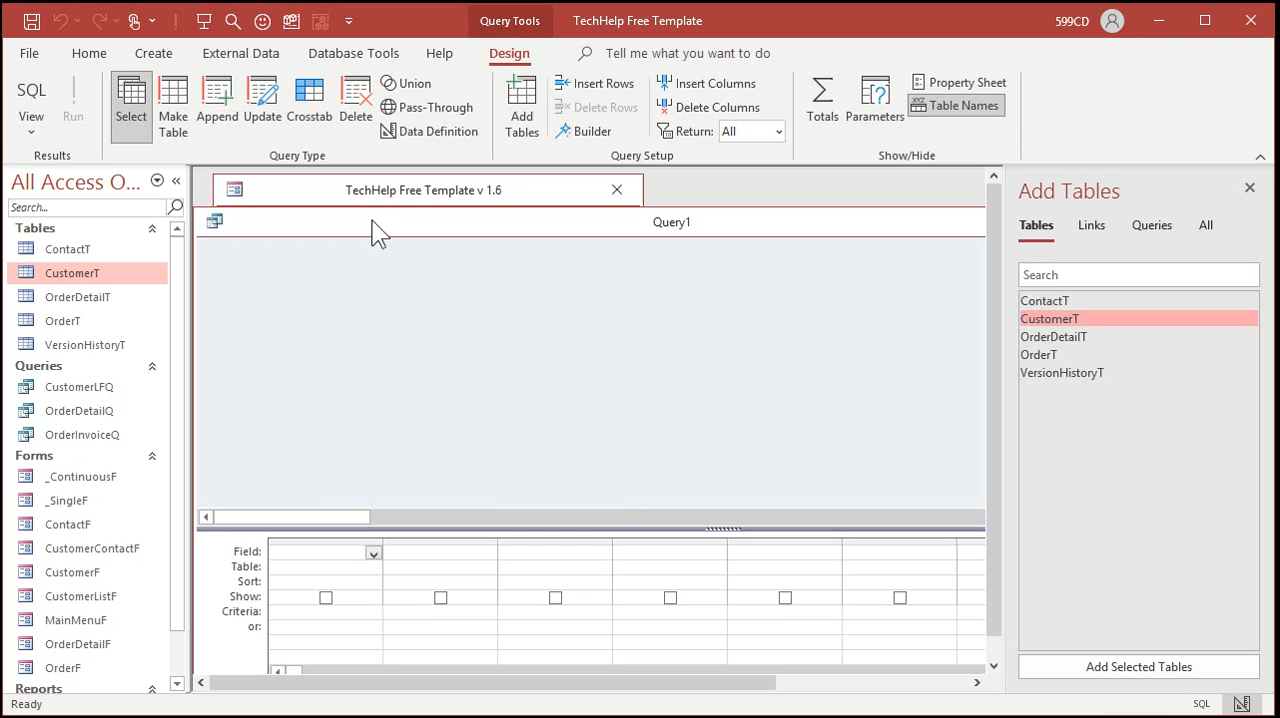 Query Tools
TechHelp Free Template
599CD
File
Home
Create
External Data
Database Tools
Help
Design
Tell me what you want to do
SQL
View
Run
Results
Select
Make
Table
Append
Update
Crosstab
Delete
Union
Pass-Through
Data Definition
Query Type
Add
Tables
Insert Rows
Delete Rows
Builder
Insert Columns
Delete Columns
Return: All
Query Setup
Totals
Parameters
Property Sheet
XYZ
Table Names
Show/Hide
All Access O...
Search...
Tables
ContactT
CustomerT
OrderDetailT
OrderT
VersionHistoryT
Queries
CustomerLFQ
OrderDetailQ
OrderInvoiceQ
Forms
_ContinuousF
_SingleF
ContactF
CustomerContactF
CustomerF
CustomerListF
MainMenuF
OrderDetailF
OrderF
Reports
TechHelp Free Template v 1.6
Query1
Field:
Table:
Sort:
Show:
Criteria:
or:
Add Tables
Tables
Links
Queries
All
Search
ContactT
CustomerT
OrderDetailT
OrderT
VersionHistoryT
Add Selected Tables
Ready
SQL